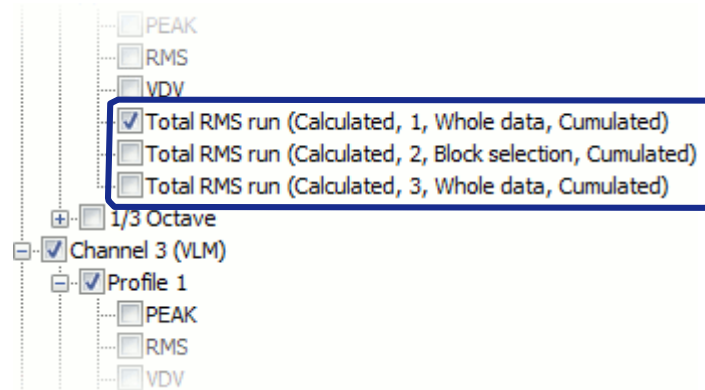 PEAK
RMS
VDV
Total RMS run (Calculated, 1, Whole data, Cumulated)
Total RMS run (Calculated, 2, Block selection, Cumulated)
Total RMS run (Calculated, 3, Whole data, Cumulated)
1/3 Octave
Channel 3 (VLM)
Profile 1
PEAK
RMS
VDV